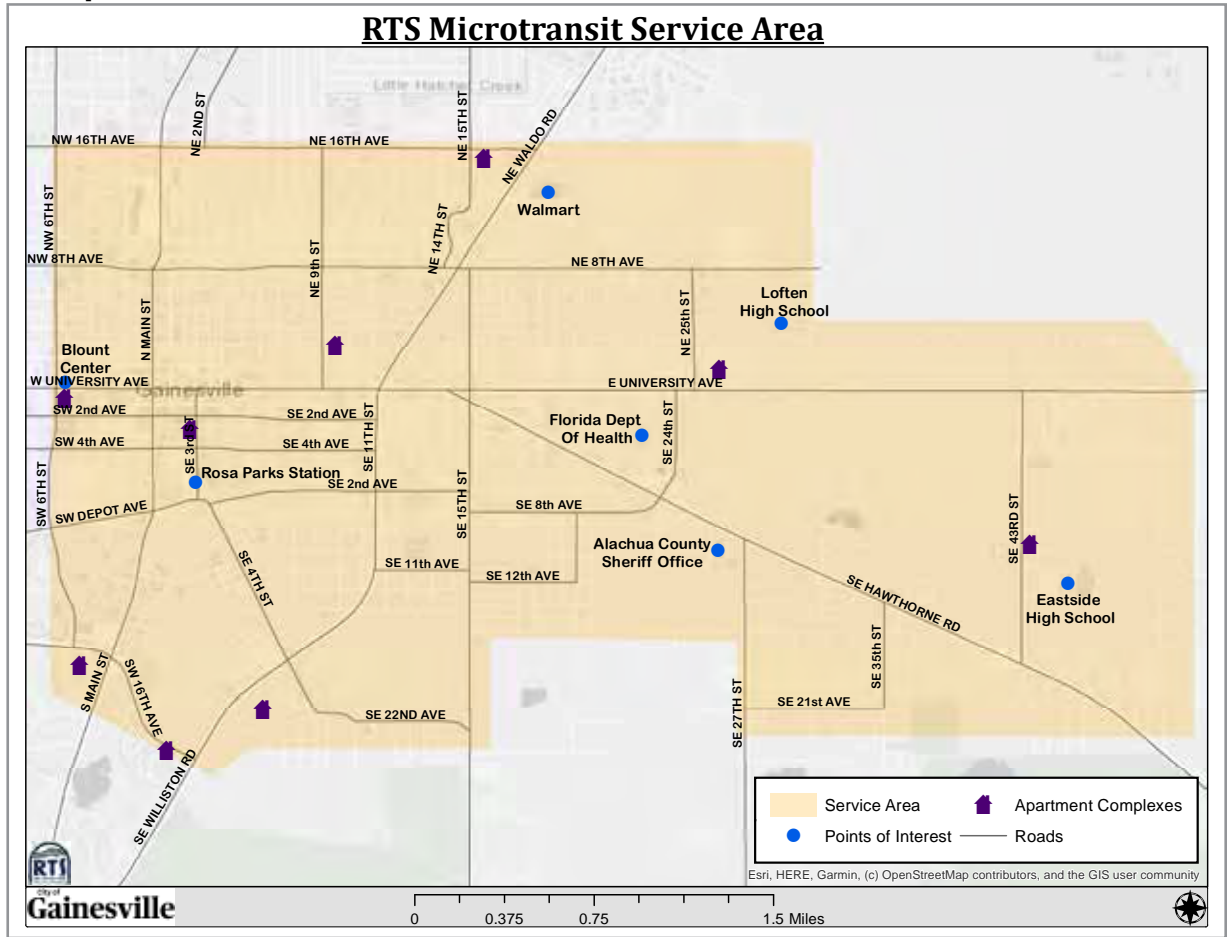 RTS Microtransit Service Area
Little Hatchet Creek
NE 2ND ST
NE 15TH ST
NE WALDO RD
NW 16TH AVE
NE 16TH AVE
NW 6TH ST
Walmart
NE 14TH ST
NE 9th ST
NW 8TH AVE
NE 8TH AVE
N MAIN ST
NE 25th ST
Loften
High School
Blount
Center
W UNIVERSITY AVE
Gainesville
E UNIVERSITY AVE
SW 2nd AVE
SE 2nd AVE
SE 3rd ST
SE 11TH ST
Florida Dept
Of Health
SE 24th ST
SW 4th AVE
SE 4th AVE
SW 6TH ST
Rosa Parks Station
SE 2nd AVE
SE 15TH ST
SW DEPOT AVE
SE 8th AVE
SE 43RD ST
Alachua County
Sheriff Office
SE 4TH ST
SE 11th AVE
SE 12th AVE
SE HAWTHORNE RD
Eastside
High School
SE 35th ST
S MAIN ST
SW 16TH AVE
SE 22ND AVE
SE 27TH ST
SE 21st AVE
SE WILLISTON RD
Service Area
Apartment Complexes
Points of Interest
Roads
Esri, HERE, Garmin, (c) OpenStreetMap contributors, and the GIS user community
RTS
City of
Gainesville
0 0.375 0.75 1.5 Miles